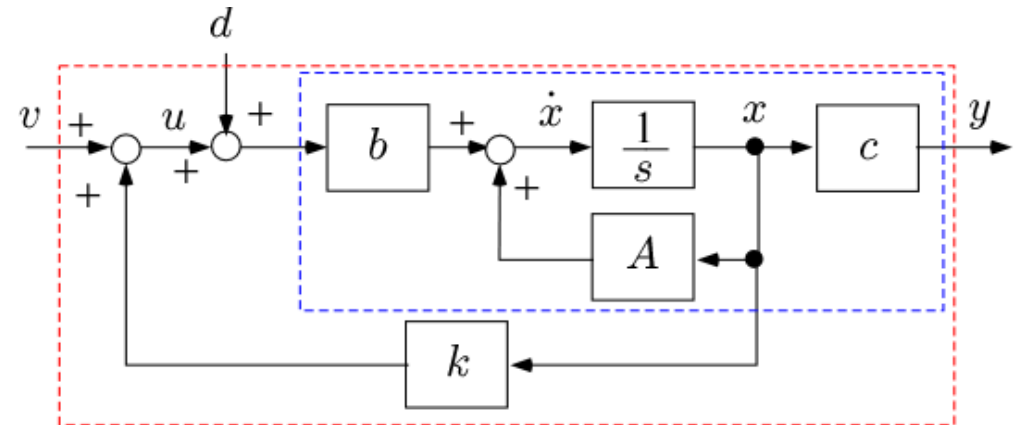 d
v + u + b + ẋ 1/s x c y
+ +
+ A
k